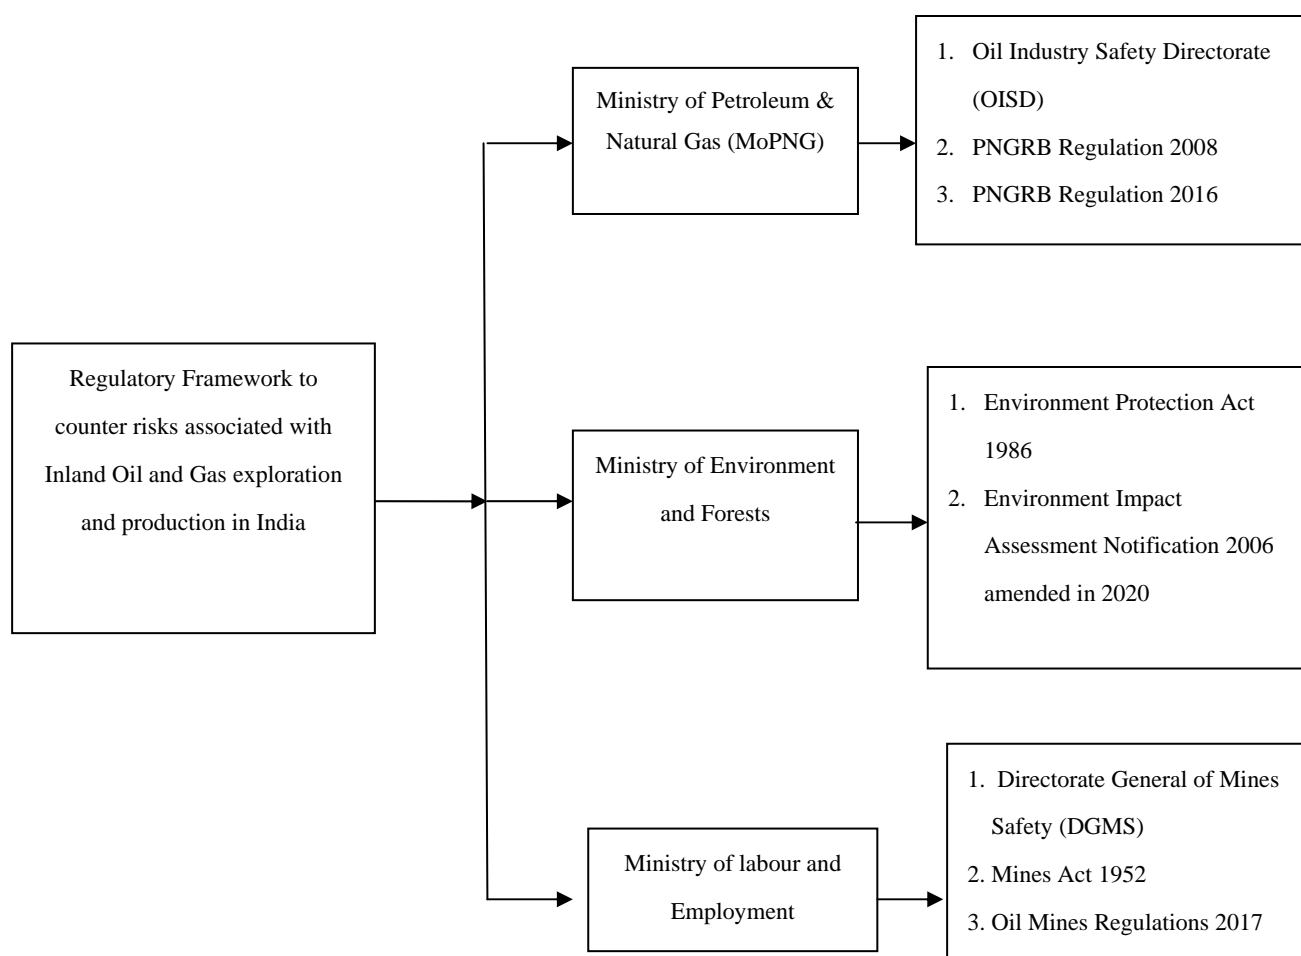 Regulatory Framework to
counter risks associated with
Inland Oil and Gas exploration
and production in India
Ministry of Petroleum &
Natural Gas (MoPNG)
1. Oil Industry Safety Directorate
(OISD)
2. PNGRB Regulation 2008
3. PNGRB Regulation 2016
Ministry of Environment
and Forests
1. Environment Protection Act
1986
2. Environment Impact
Assessment Notification 2006
amended in 2020
Ministry of labour and
Employment
1. Directorate General of Mines
Safety (DGMS)
2. Mines Act 1952
3. Oil Mines Regulations 2017